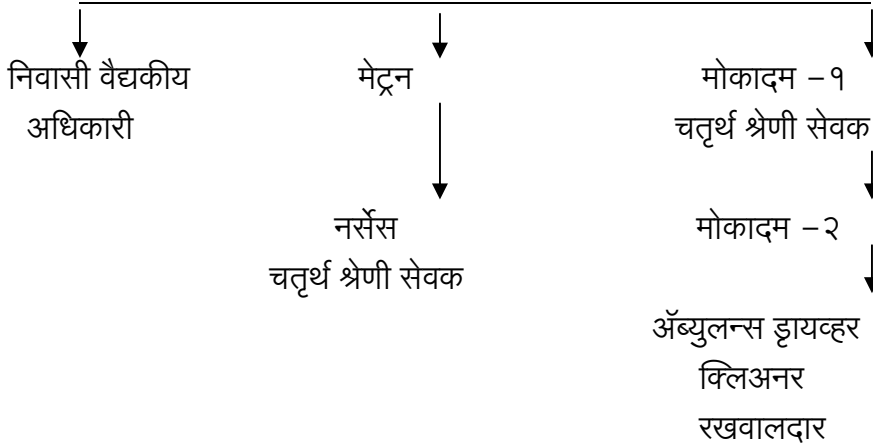 निवासी वैद्यकीय
अधिकारी
मेट्रन
मोकादम –१
चतृर्थ श्रेणी सेवक
नर्सेस
चतृर्थ श्रेणी सेवक
मोकादम –२
ॲब्युलन्स ड्रायव्हर
क्लिअनर
रखवालदार